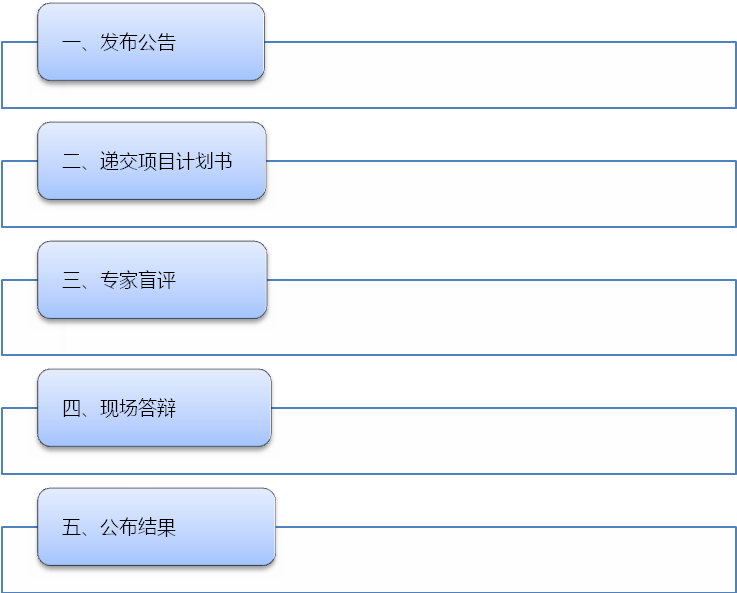 一、发布公告
二、递交项目计划书
三、专家盲评
四、现场答辩
五、公布结果